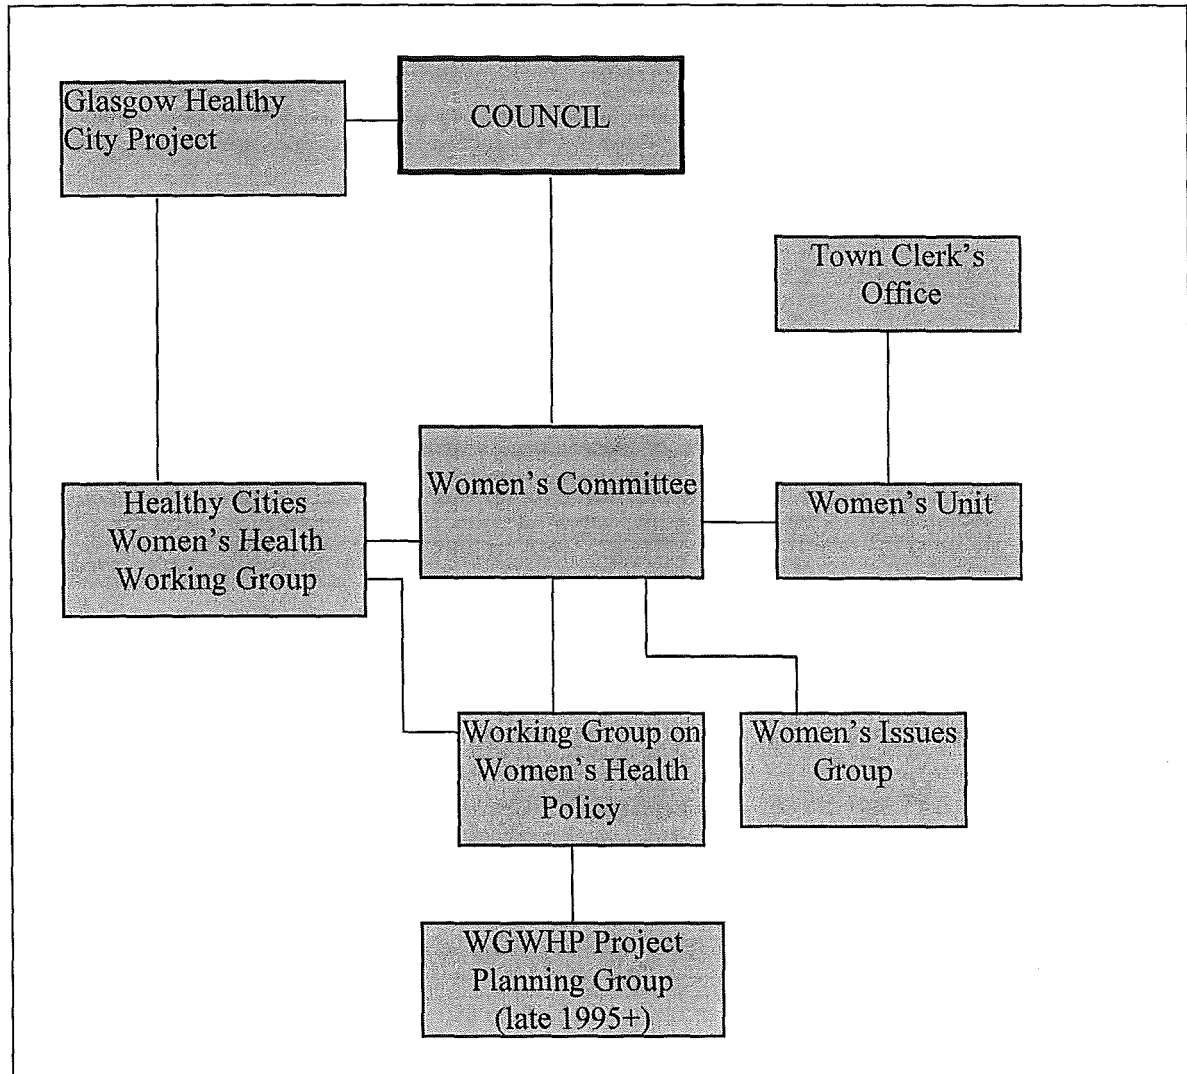 Glasgow Healthy
City Project
COUNCIL
Town Clerk's
Office
Women's Committee
Healthy Cities
Women's Health
Working Group
Women's Unit
Working Group on
Women's Health
Policy
Women's Issues
Group
WGWHP Project
Planning Group
(late 1995+)